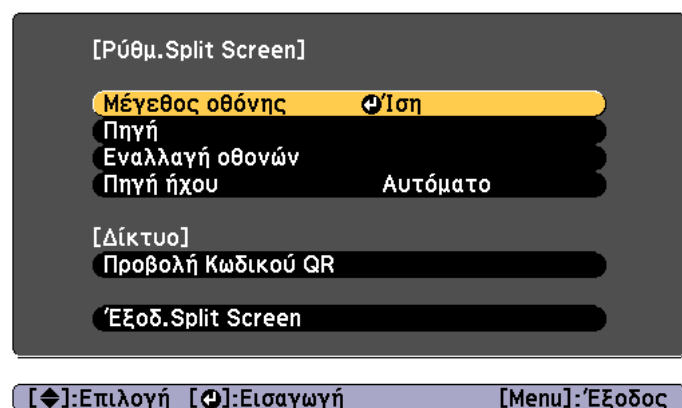 [Ρύθμ.Split Screen]
Μέγεθος οθόνης Ίση
Πηγή
Εναλλαγή οθονών
Πηγή ήχου Αυτόματο
[Δίκτυο]
Προβολή Κωδικού QR
Έξοδ.Split Screen
[◆]:Επιλογή [⏎]:Εισαγωγή [Menu]:Έξοδος